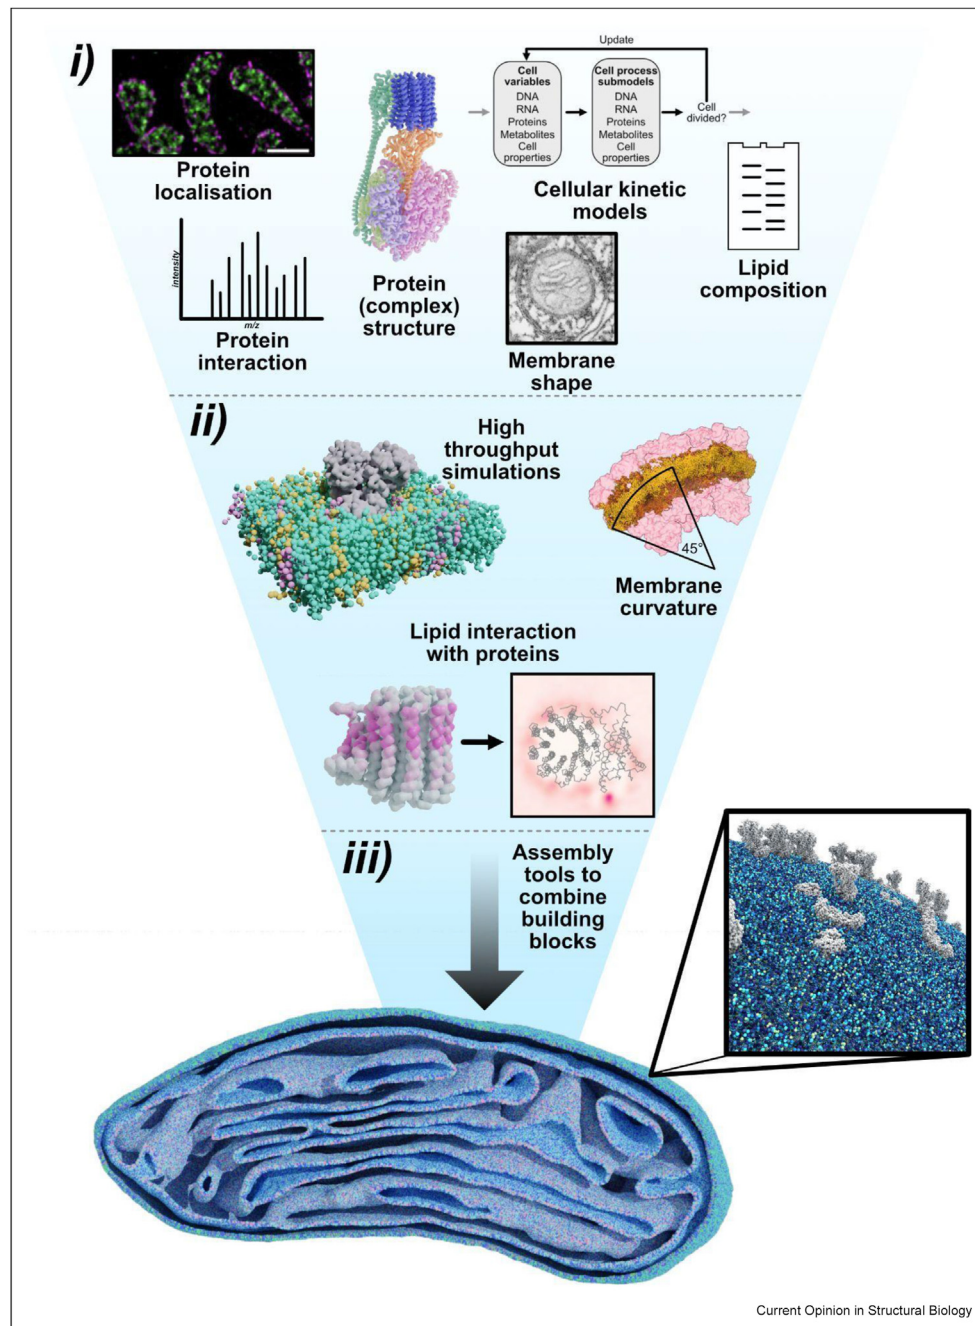 i)
Protein
localisation
intensity
m/z
Protein
interaction
Protein
(complex)
structure
Update
Cell
variables
DNA
RNA
Proteins
Metabolites
Cell
properties
Cell process
submodels
DNA
RNA
Proteins
Metabolites
Cell
properties
Cell
divided?
Cellular kinetic
models
Membrane
shape
Lipid
composition
ii)
High
throughput
simulations
45°
Membrane
curvature
Lipid interaction
with proteins
iii)
Assembly
tools to
combine
building
blocks
Current Opinion in Structural Biology